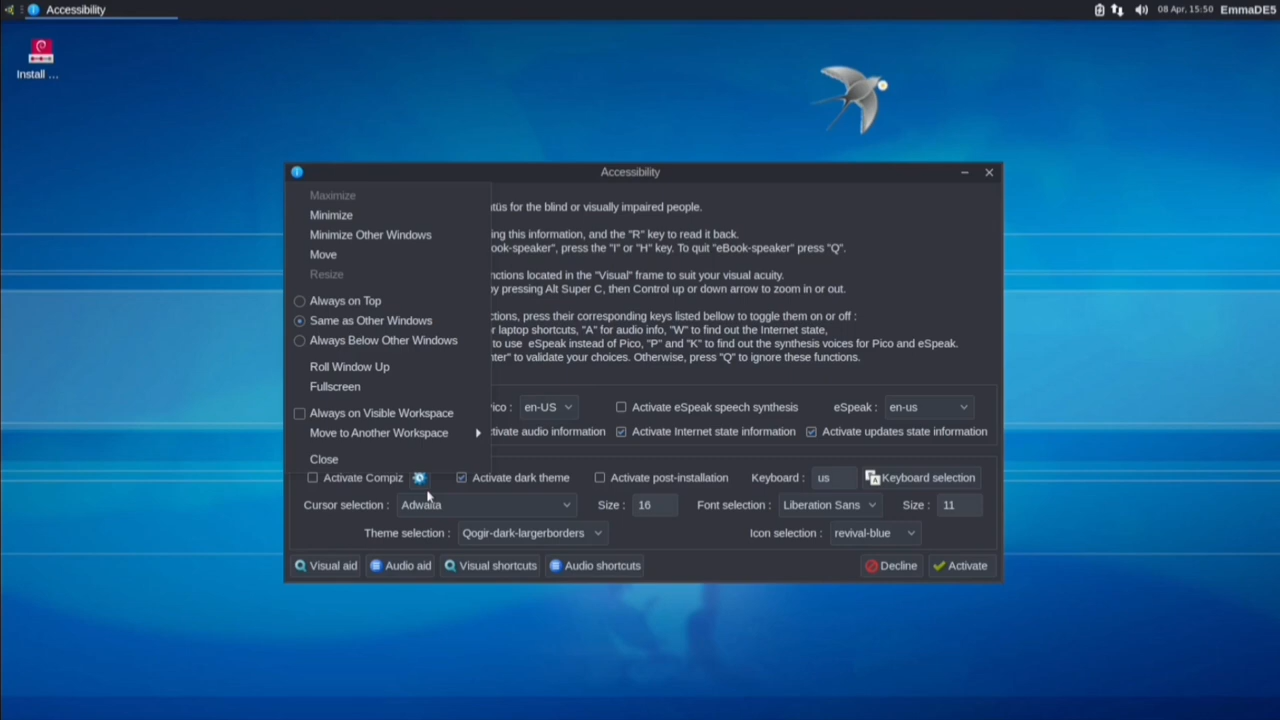 Accessibility
08 Apr, 15:50 EmmaDE5
Install ...
Accessibility
Maximize
Minimize
Minimize Other Windows
Move
Resize
Always on Top
Same as Other Windows
Always Below Other Windows
Roll Window Up
Fullscreen
Always on Visible Workspace
Move to Another Workspace
Close
for the blind or visually impaired people.
this information, and the "R" key to read it back.
press the "I" or "H" key. To quit "eBook-speaker" press "Q".
located in the "Visual" frame to suit your visual acuity.
pressing Alt Super C, then Control up or down arrow to zoom in or out.
press their corresponding keys listed bellow to toggle them on or off :
laptop shortcuts, "A" for audio info, "W" to find out the Internet state,
to use eSpeak instead of Pico, "P" and "K" to find out the synthesis voices for Pico and eSpeak.
to validate your choices. Otherwise, press "Q" to ignore these functions.
en-US Activate eSpeak speech synthesis eSpeak : en-us
audio information Activate Internet state information Activate updates state information
Activate Compiz Activate dark theme Activate post-installation Keyboard : us Keyboard selection
Cursor selection : Adwaita Size : 16 Font selection : Liberation Sans Size : 11
Theme selection : Qogir-dark-largerborders Icon selection : revival-blue
Visual aid Audio aid Visual shortcuts Audio shortcuts Decline Activate